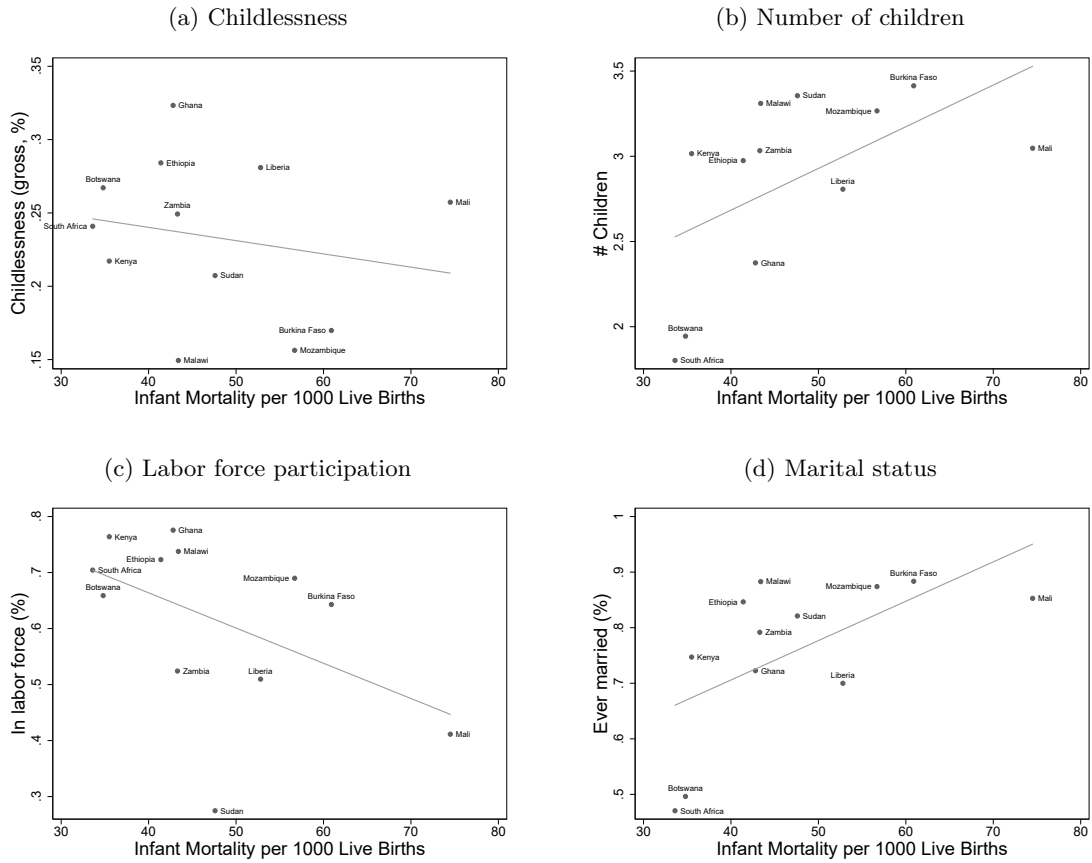 (a) Childlessness
Childlessness (gross, %)
.35
.3
.25
.2
.15
Ghana
Ethiopia
Liberia
Botswana
Mali
Zambia
South Africa
Kenya
Sudan
Burkina Faso
Mozambique
Malawi
30 40 50 60 70 80
Infant Mortality per 1000 Live Births
(b) Number of children
# Children
3.5
3
2.5
2
Burkina Faso
Sudan
Malawi
Mozambique
Kenya
Zambia
Mali
Ethiopia
Liberia
Ghana
Botswana
South Africa
30 40 50 60 70 80
Infant Mortality per 1000 Live Births
(c) Labor force participation
In labor force (%)
.8
.7
.6
.5
.4
.3
Ghana
Kenya
Malawi
Ethiopia
South Africa
Mozambique
Botswana
Burkina Faso
Zambia
Liberia
Mali
Sudan
30 40 50 60 70 80
Infant Mortality per 1000 Live Births
(d) Marital status
Ever married (%)
1
.9
.8
.7
.6
.5
Burkina Faso
Malawi
Mozambique
Mali
Ethiopia
Sudan
Zambia
Kenya
Ghana
Liberia
Botswana
South Africa
30 40 50 60 70 80
Infant Mortality per 1000 Live Births